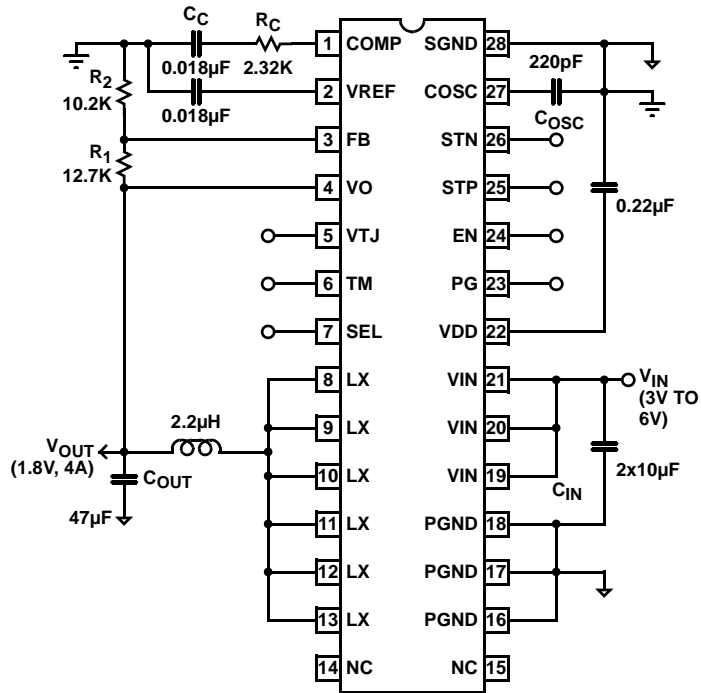 C_C
R_C
0.018µF
2.32K
0.018µF
R_2
10.2K
R_1
12.7K
1 COMP
2 VREF
3 FB
4 VO
5 VTJ
6 TM
7 SEL
8 LX
9 LX
10 LX
11 LX
12 LX
13 LX
14 NC
SGND 28
COSC 27
STN 26
STP 25
EN 24
PG 23
VDD 22
VIN 21
VIN 20
VIN 19
PGND 18
PGND 17
PGND 16
NC 15
220pF
C_OSC
0.22µF
V_IN
(3V TO
6V)
2x10µF
C_IN
2.2µH
V_OUT
(1.8V, 4A)
C_OUT
47µF